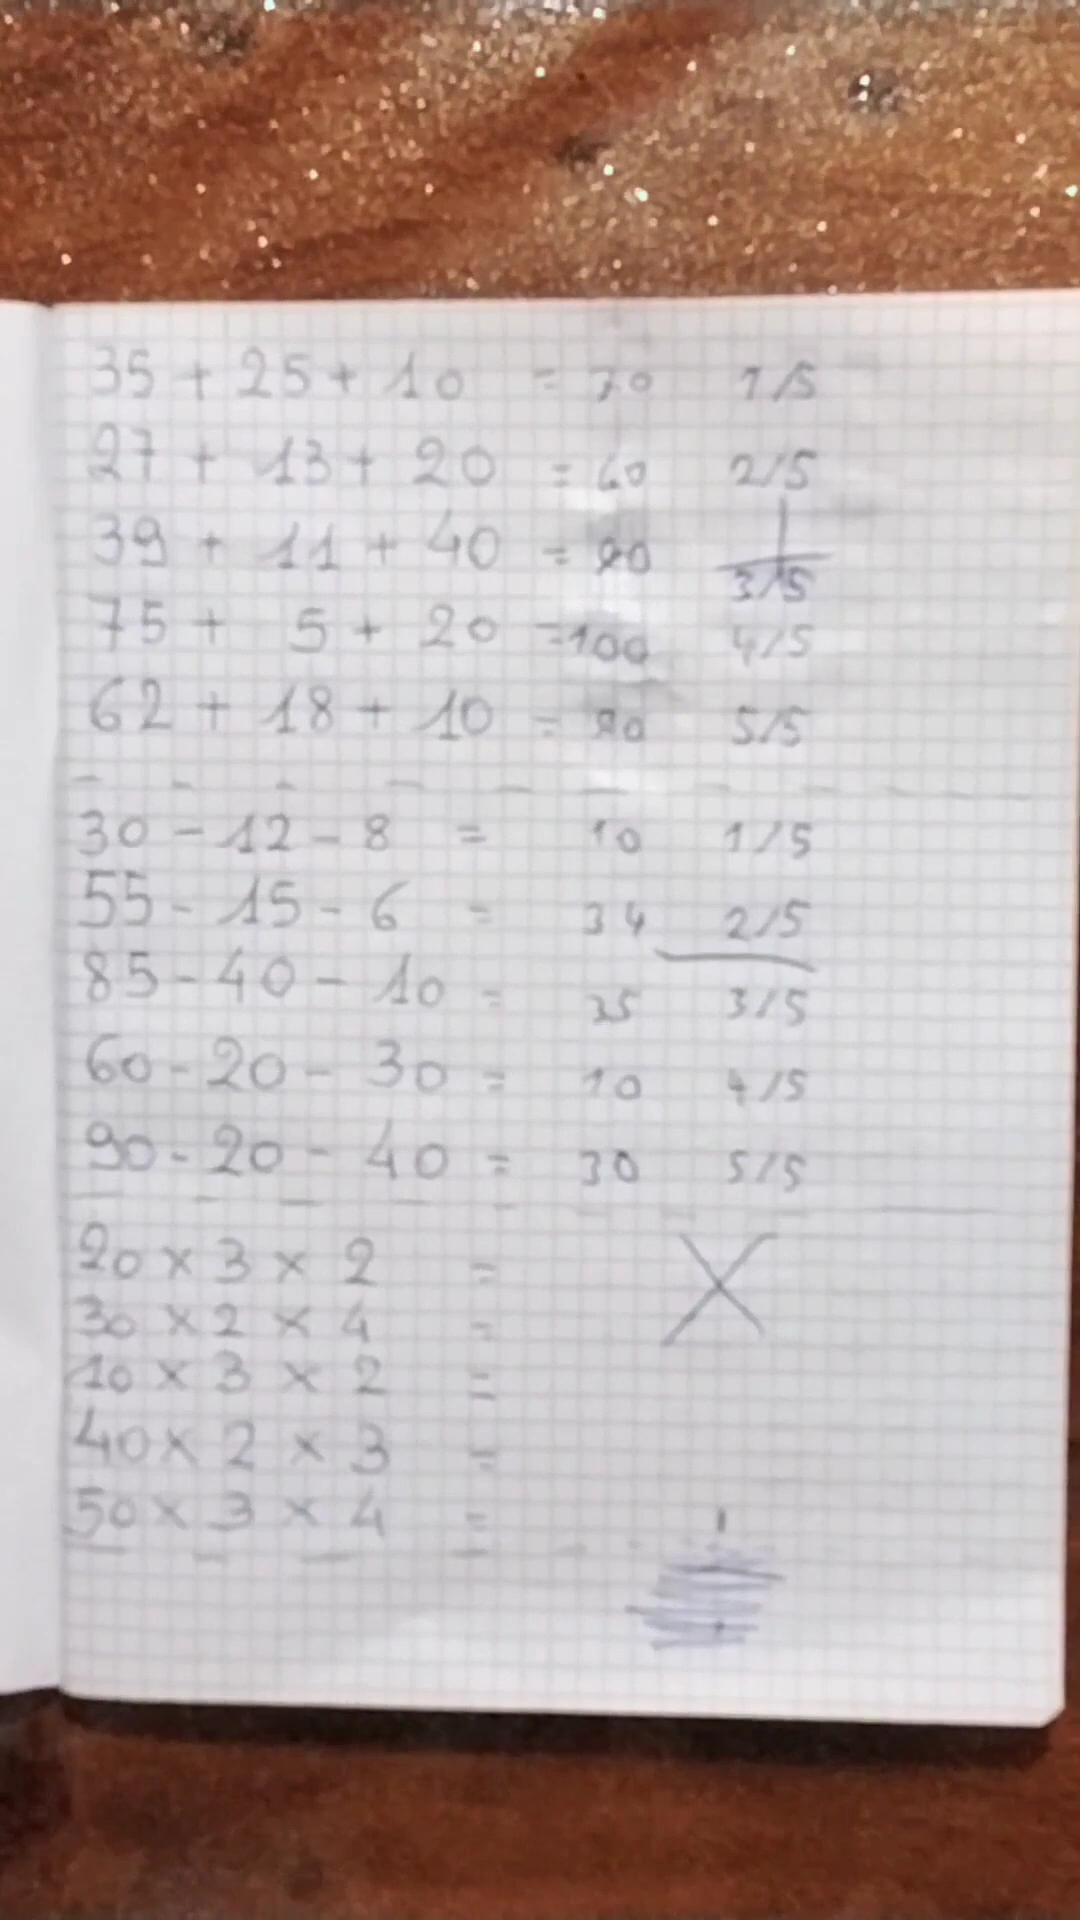 35 + 25 + 10 = 70 1/5
27 + 13 + 20 = 60 2/5
39 + 11 + 40 = 90 3/5
75 + 5 + 20 = 100 4/5
62 + 18 + 10 = 90 5/5
30 - 12 - 8 = 10 1/5
55 - 15 - 6 = 34 2/5
85 - 40 - 10 = 35 3/5
60 - 20 - 30 = 10 4/5
90 - 20 - 40 = 30 5/5
20 × 3 × 2 =
30 × 2 × 4 =
10 × 3 × 2 =
40 × 2 × 3 =
50 × 3 × 4 =